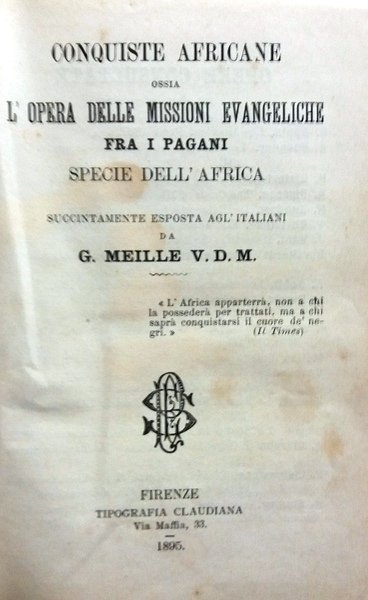 CONQUISTE AFRICANE
OSSIA
L' OPERA DELLE MISSIONI EVANGELICHE
FRA I PAGANI
SPECIE DELL' AFRICA
SUCCINTAMENTE ESPOSTA AGL' ITALIANI
DA
G. MEILLE V. D. M.
« L' Africa apparterrà, non a chi
la possederà per trattati, ma a chi
saprà conquistarsi il cuore de' ne-
gri. » (Il Times)
FIRENZE
TIPOGRAFIA CLAUDIANA
Via Maffia, 33.
1895.